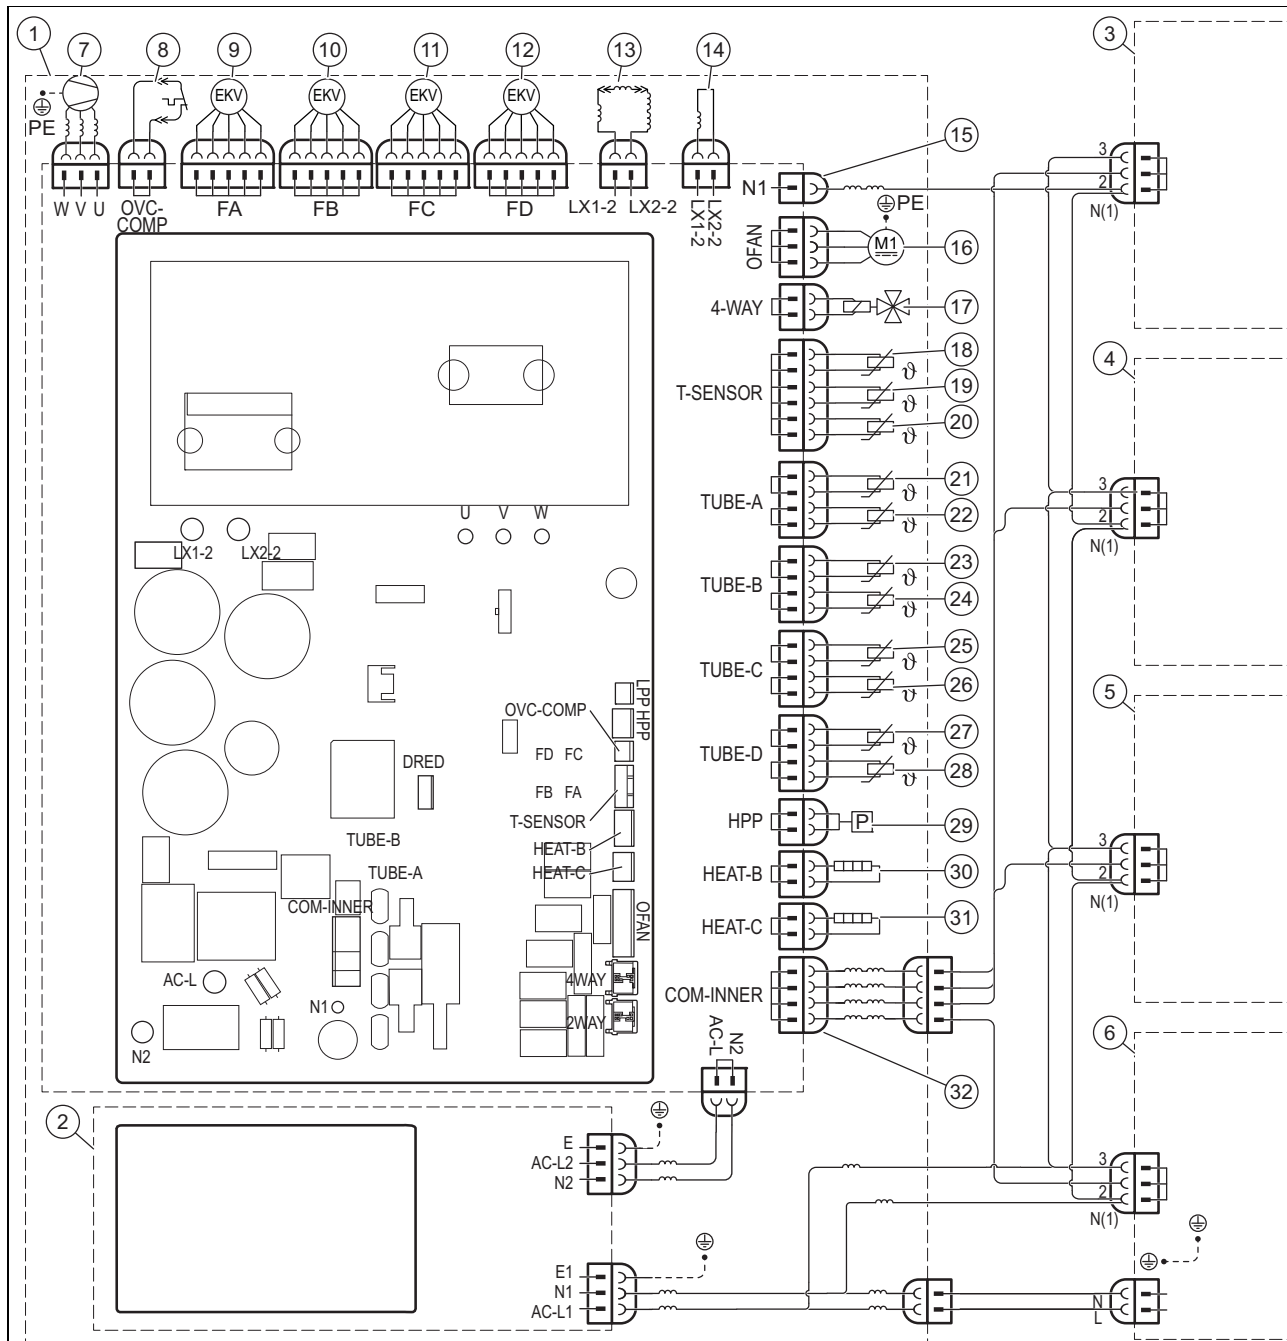 1
7
8
9
10
11
12
13
14
3
EKV
EKV
EKV
EKV
PE
15
3
2
N(1)
N1
W V U
OVC-
COMP
FA
FB
FC
FD
LX1-2
LX2-2
LX1-2
LX2-2
PE
OFAN
M1
16
4-WAY
17
4
T-SENSOR
18
ϑ
19
ϑ
20
ϑ
TUBE-A
21
ϑ
22
ϑ
3
2
N(1)
U
V
W
LX1-2
LX2-2
TUBE-B
23
ϑ
24
ϑ
TUBE-C
25
ϑ
26
ϑ
5
LPP
HPP
OVC-COMP
FD FC
TUBE-D
27
ϑ
28
ϑ
DRED
FB FA
T-SENSOR
HPP
P
29
TUBE-B
HEAT-B
3
2
N(1)
TUBE-A
HEAT-C
HEAT-B
30
COM-INNER
OFAN
HEAT-C
31
AC-L
4WAY
COM-INNER
N1
2WAY
6
N2
AC-L
N2
32
2
E
AC-L2
N2
3
2
N(1)
E1
N1
AC-L1
N
L